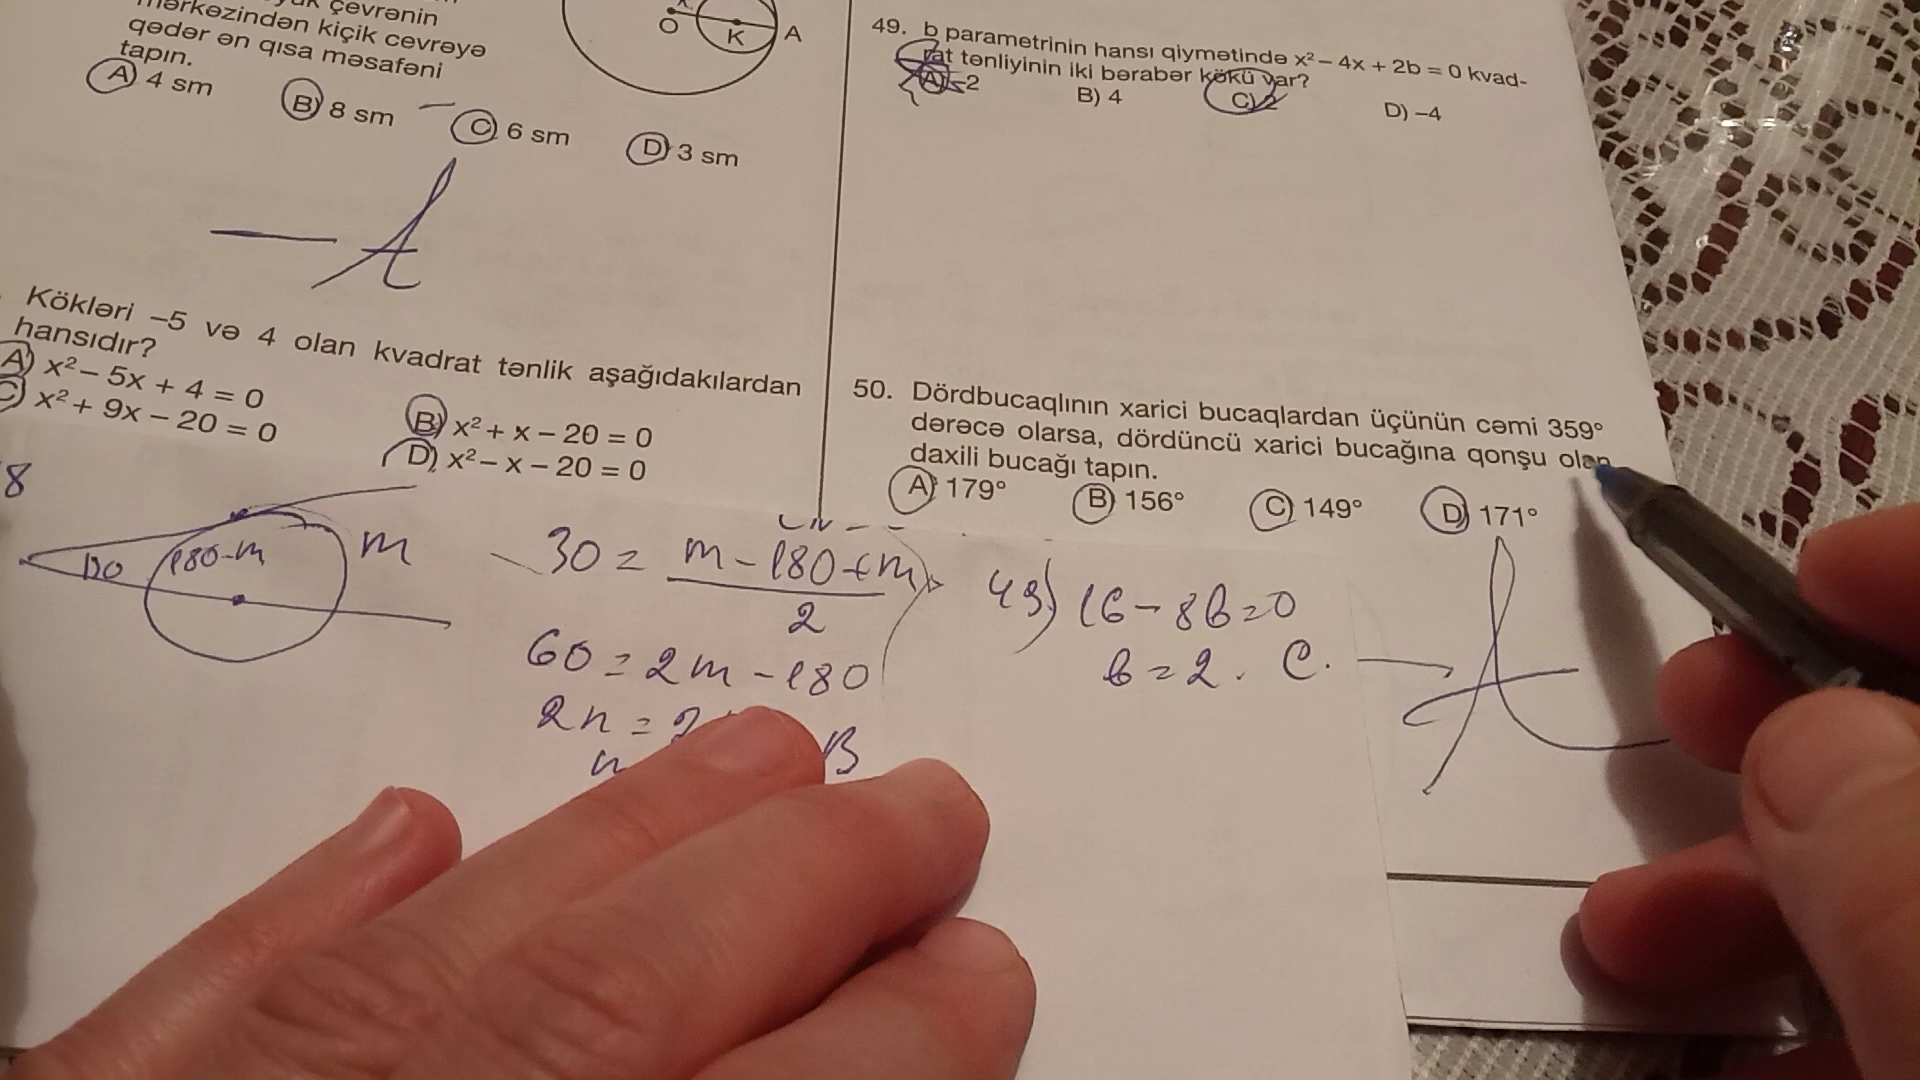 çevrənin
mərkəzindən kiçik cevrəyə
qədər ən qısa məsafəni
tapın.
A) 4 sm B) 8 sm C) 6 sm D) 3 sm
O K A
A
Kökləri –5 və 4 olan kvadrat tənlik aşağıdakılardan
hansıdır?
A) x² – 5x + 4 = 0 B) x² + x – 20 = 0
C) x² + 9x – 20 = 0 D) x² – x – 20 = 0
49. b parametrinin hansı qiymətində x² – 4x + 2b = 0 kvad-
rat tənliyinin iki bərabər kökü var?
A) –2 B) 4 C) 2 D) –4
50. Dördbucaqlının xarici bucaqlardan üçünün cəmi 359°
dərəcə olarsa, dördüncü xarici bucağına qonşu olan
daxili bucağı tapın.
A) 179° B) 156° C) 149° D) 171°
A
8
180-m m
30 = m - 180 + m
2
60 = 2m - 180
B
49) 16 - 8b = 0
b = 2. C.